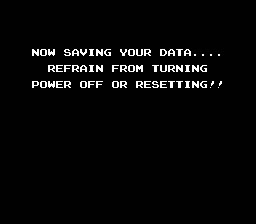 NOW SAVING YOUR DATA....
REFRAIN FROM TURNING
POWER OFF OR RESETTING!!